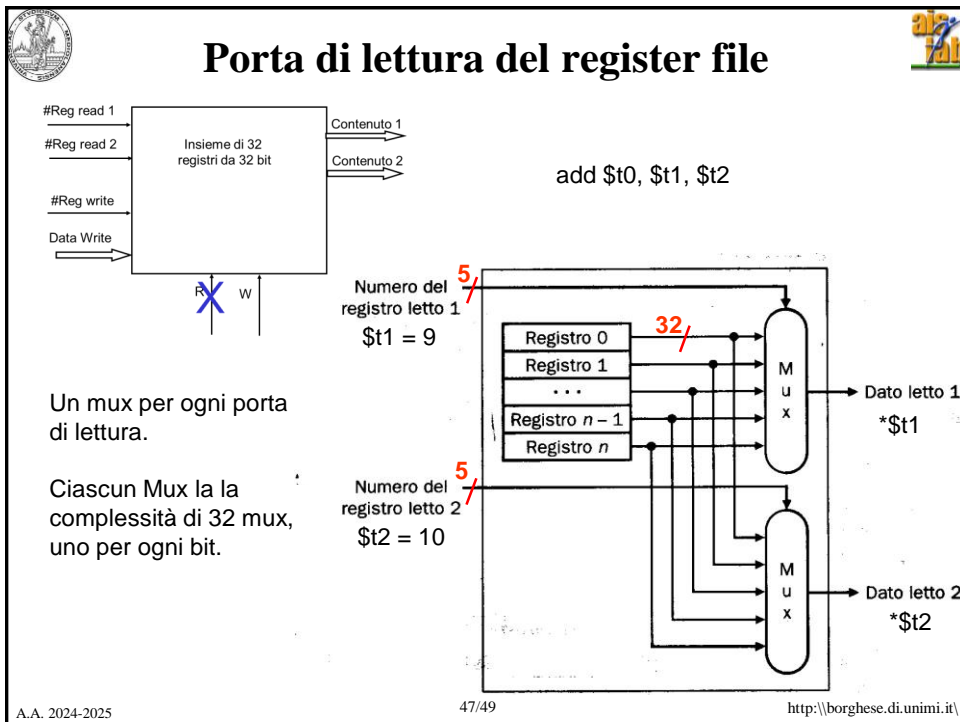 Porta di lettura del register file
#Reg read 1
#Reg read 2
#Reg write
Data Write
Insieme di 32
registri da 32 bit
Contenuto 1
Contenuto 2
R
X
W
add $t0, $t1, $t2
Un mux per ogni porta
di lettura.
Ciascun Mux la la
complessità di 32 mux,
uno per ogni bit.
Numero del
registro letto 1
$t1 = 9
5
Registro 0
Registro 1
...
Registro n – 1
Registro n
32
M
u
x
Dato letto 1
*$t1
Numero del
registro letto 2
$t2 = 10
5
M
u
x
Dato letto 2
*$t2
A.A. 2024-2025
47/49
http:\\borghese.di.unimi.it\